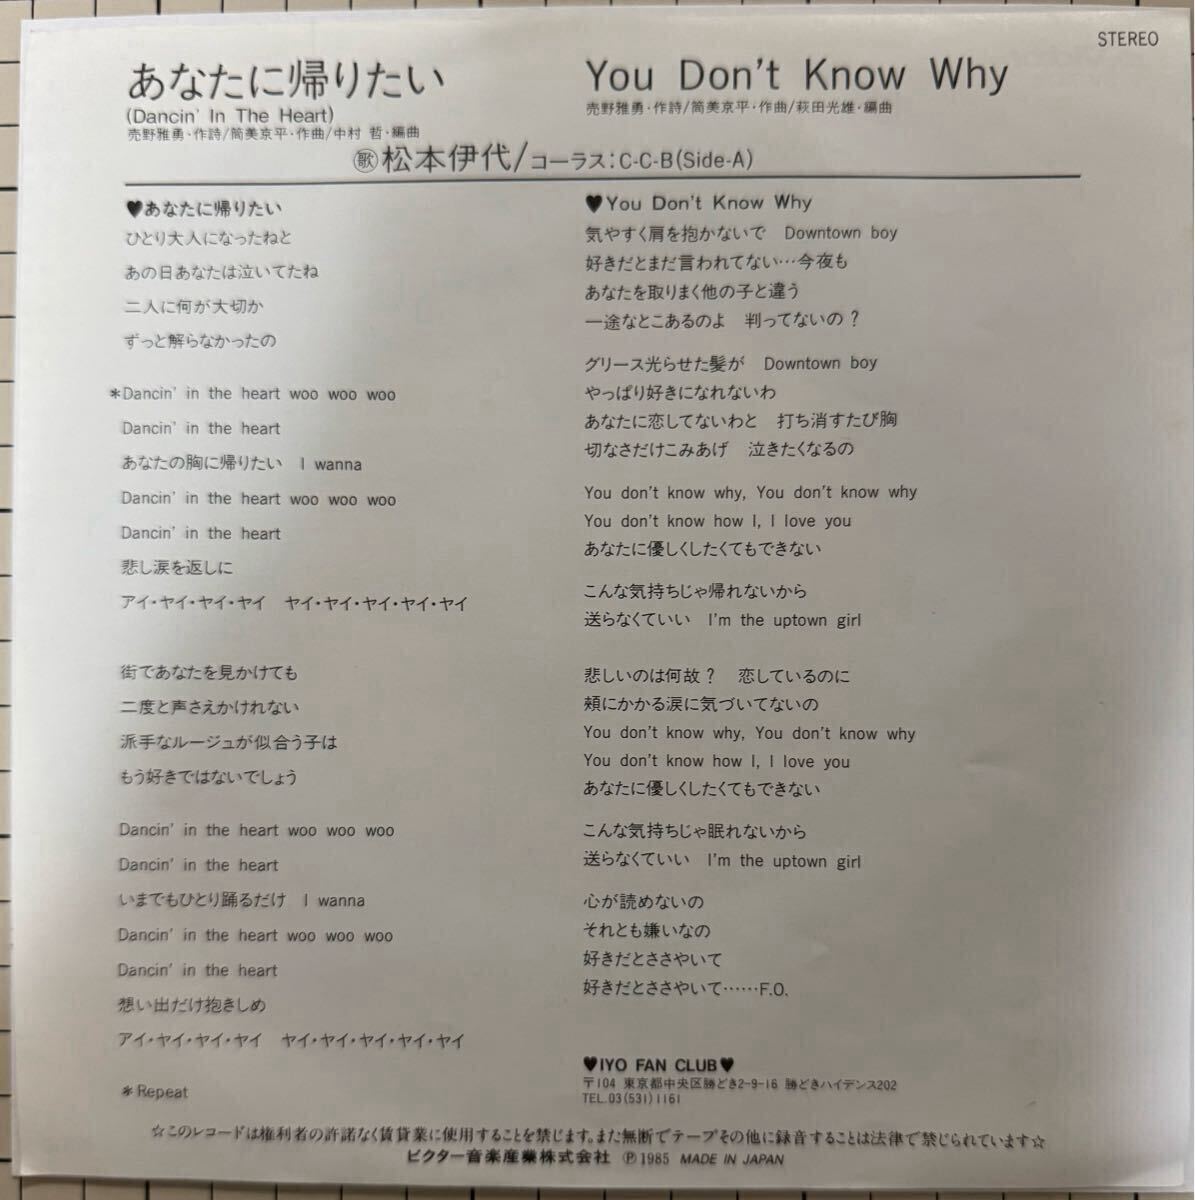 STEREO
あなたに帰りたい
(Dancin' In The Heart)
売野雅勇・作詩/筒美京平・作曲/中村 哲・編曲
You Don't Know Why
売野雅勇・作詩/筒美京平・作曲/萩田光雄・編曲
歌 松本伊代/コーラス：C-C-B(Side-A)
♥あなたに帰りたい
ひとり大人になったねと
あの日あなたは泣いてたね
二人に何が大切か
ずっと解らなかったの
＊Dancin' in the heart woo woo woo
Dancin' in the heart
あなたの胸に帰りたい I wanna
Dancin' in the heart woo woo woo
Dancin' in the heart
悲し涙を返しに
アイ・ヤイ・ヤイ・ヤイ ヤイ・ヤイ・ヤイ・ヤイ・ヤイ
街であなたを見かけても
二度と声さえかけれない
派手なルージュが似合う子は
もう好きではないでしょう
Dancin' in the heart woo woo woo
Dancin' in the heart
いまでもひとり踊るだけ I wanna
Dancin' in the heart woo woo woo
Dancin' in the heart
想い出だけ抱きしめ
アイ・ヤイ・ヤイ・ヤイ ヤイ・ヤイ・ヤイ・ヤイ・ヤイ
＊Repeat
♥You Don't Know Why
気やすく肩を抱かないで Downtown boy
好きだとまだ言われてない…今夜も
あなたを取りまく他の子と違う
一途なとこあるのよ 判ってないの？
グリース光らせた髪が Downtown boy
やっぱり好きになれないわ
あなたに恋してないわと 打ち消すたび胸
切なさだけこみあげ 泣きたくなるの
You don't know why, You don't know why
You don't know how I, I love you
あなたに優しくしたくてもできない
こんな気持ちじゃ帰れないから
送らなくていい I'm the uptown girl
悲しいのは何故？ 恋しているのに
頬にかかる涙に気づいてないの
You don't know why, You don't know why
You don't know how I, I love you
あなたに優しくしたくてもできない
こんな気持ちじゃ眠れないから
送らなくていい I'm the uptown girl
心が読めないの
それとも嫌いなの
好きだとささやいて
好きだとささやいて……F.O.
♥IYO FAN CLUB♥
〒104 東京都中央区勝どき2-9-16 勝どきハイデンス202
TEL.03(531)1161
☆このレコードは権利者の許諾なく賃貸業に使用することを禁じます。また無断でテープその他に録音することは法律で禁じられています☆
ビクター音楽産業株式会社 ℗1985 MADE IN JAPAN